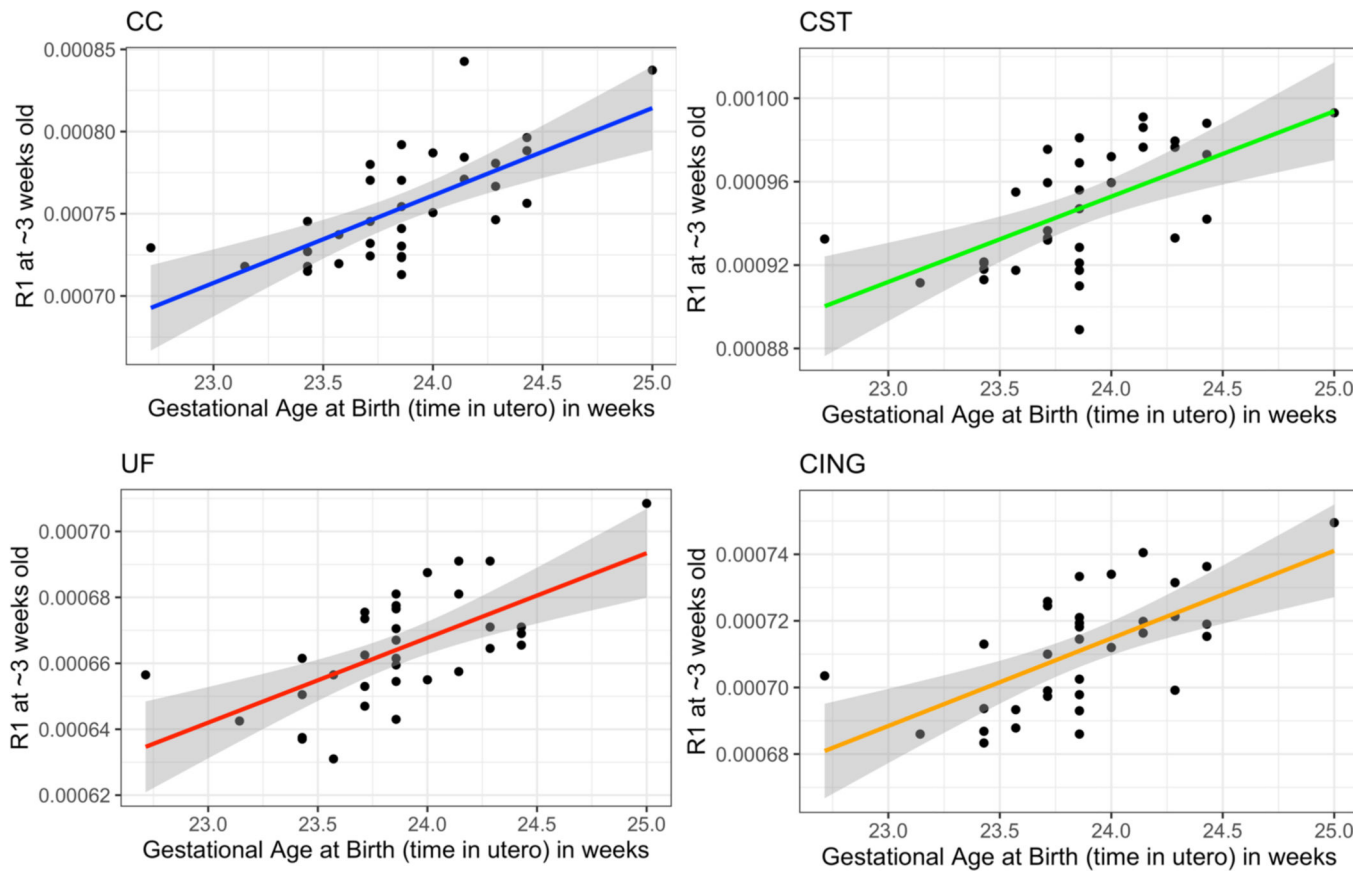 CC
R1 at ~3 weeks old
0.00085
0.00080
0.00075
0.00070
23.0 23.5 24.0 24.5 25.0
Gestational Age at Birth (time in utero) in weeks
CST
R1 at ~3 weeks old
0.00100
0.00096
0.00092
0.00088
23.0 23.5 24.0 24.5 25.0
Gestational Age at Birth (time in utero) in weeks
UF
R1 at ~3 weeks old
0.00070
0.00068
0.00066
0.00064
0.00062
23.0 23.5 24.0 24.5 25.0
Gestational Age at Birth (time in utero) in weeks
CING
R1 at ~3 weeks old
0.00074
0.00072
0.00070
0.00068
23.0 23.5 24.0 24.5 25.0
Gestational Age at Birth (time in utero) in weeks